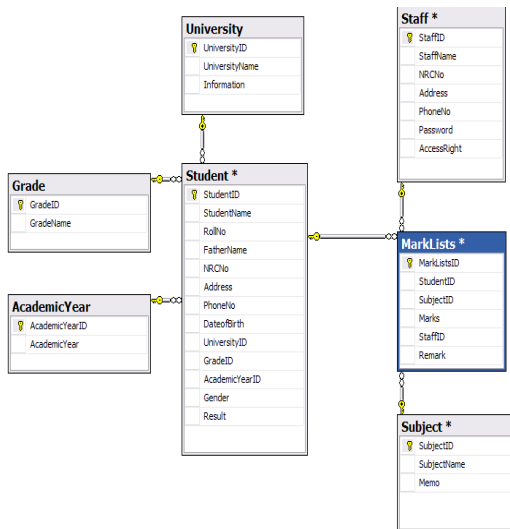 University
UniversityID
UniversityName
Information
Staff *
StaffID
StaffName
NRCNo
Address
PhoneNo
Password
AccessRight
Grade
GradeID
GradeName
Student *
StudentID
StudentName
RollNo
FatherName
NRCNo
Address
PhoneNo
DateofBirth
UniversityID
GradeID
AcademicYearID
Gender
Result
AcademicYear
AcademicYearID
AcademicYear
MarkLists *
MarkListsID
StudentID
SubjectID
Marks
StaffID
Remark
Subject *
SubjectID
SubjectName
Memo